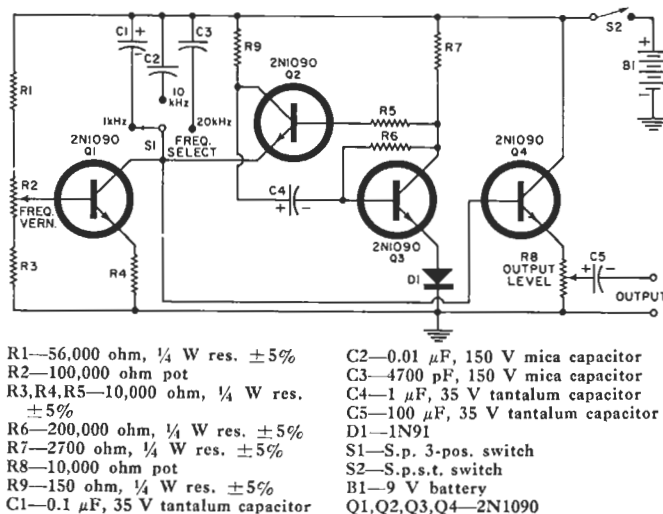 C1
+
-
C2
C3
R9
R7
S2
+
B1
-
R1
10
kHz
1kHz
20kHz
FREQ.
SELECT
S1
2N1090
Q2
R5
R6
2N1090
Q1
2N1090
Q4
R2
FREQ.
VERN.
C4
+ -
R3
R4
2N1090
Q3
D1
R8
OUTPUT
LEVEL
C5
+ -
OUTPUT
R1—56,000 ohm, ¼ W res. ±5%
R2—100,000 ohm pot
R3,R4,R5—10,000 ohm, ¼ W res.
±5%
R6—200,000 ohm, ¼ W res. ±5%
R7—2700 ohm, ¼ W res. ±5%
R8—10,000 ohm pot
R9—150 ohm, ¼ W res. ±5%
C1—0.1 µF, 35 V tantalum capacitor
C2—0.01 µF, 150 V mica capacitor
C3—4700 pF, 150 V mica capacitor
C4—1 µF, 35 V tantalum capacitor
C5—100 µF, 35 V tantalum capacitor
D1—1N91
S1—S.p. 3-pos. switch
S2—S.p.s.t. switch
B1—9 V battery
Q1,Q2,Q3,Q4—2N1090